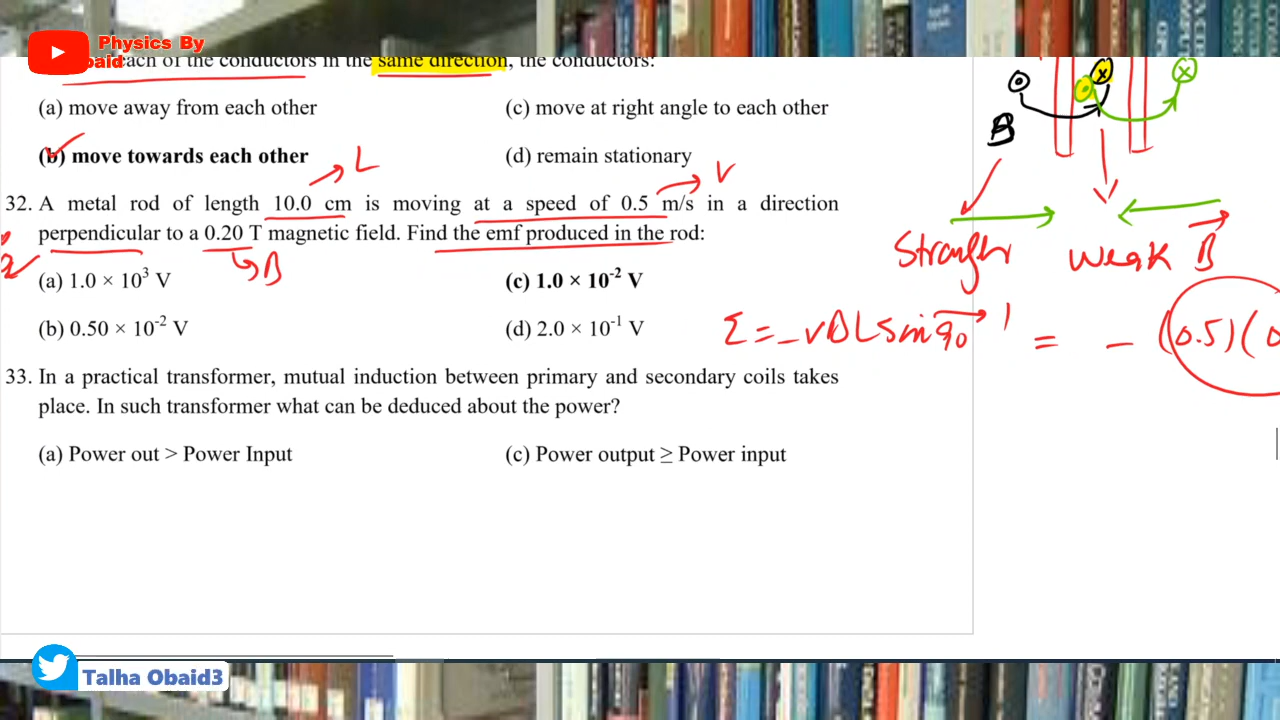 Physics By
baid
each of the conductors in the same direction, the conductors:
(a) move away from each other
(c) move at right angle to each other
(b) move towards each other
(d) remain stationary
L
V
B
32. A metal rod of length 10.0 cm is moving at a speed of 0.5 m/s in a direction
perpendicular to a 0.20 T magnetic field. Find the emf produced in the rod:
B
Stronger
Weak B
(a) 1.0 × 10³ V
(c) 1.0 × 10⁻² V
(b) 0.50 × 10⁻² V
(d) 2.0 × 10⁻¹ V
Σ = -vBLSin90 1 = - (0.5)(0
33. In a practical transformer, mutual induction between primary and secondary coils takes
place. In such transformer what can be deduced about the power?
(a) Power out > Power Input
(c) Power output ≥ Power input
Talha Obaid3